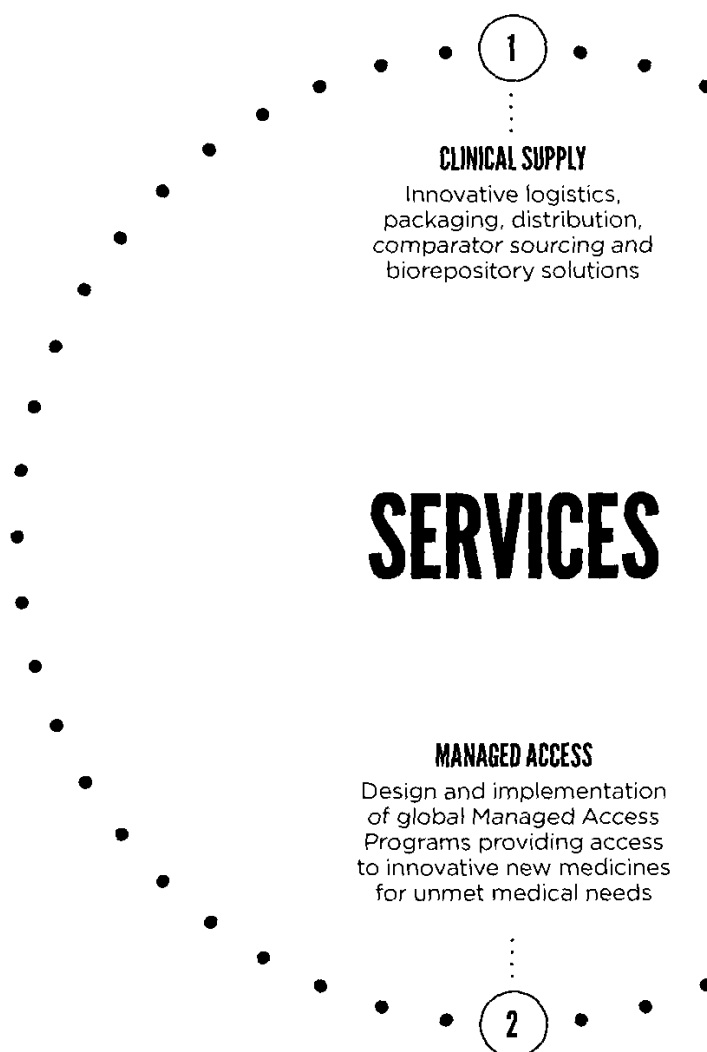 1
CLINICAL SUPPLY
Innovative logistics,
packaging, distribution,
comparator sourcing and
biorepository solutions
SERVICES
MANAGED ACCESS
Design and implementation
of global Managed Access
Programs providing access
to innovative new medicines
for unmet medical needs
2